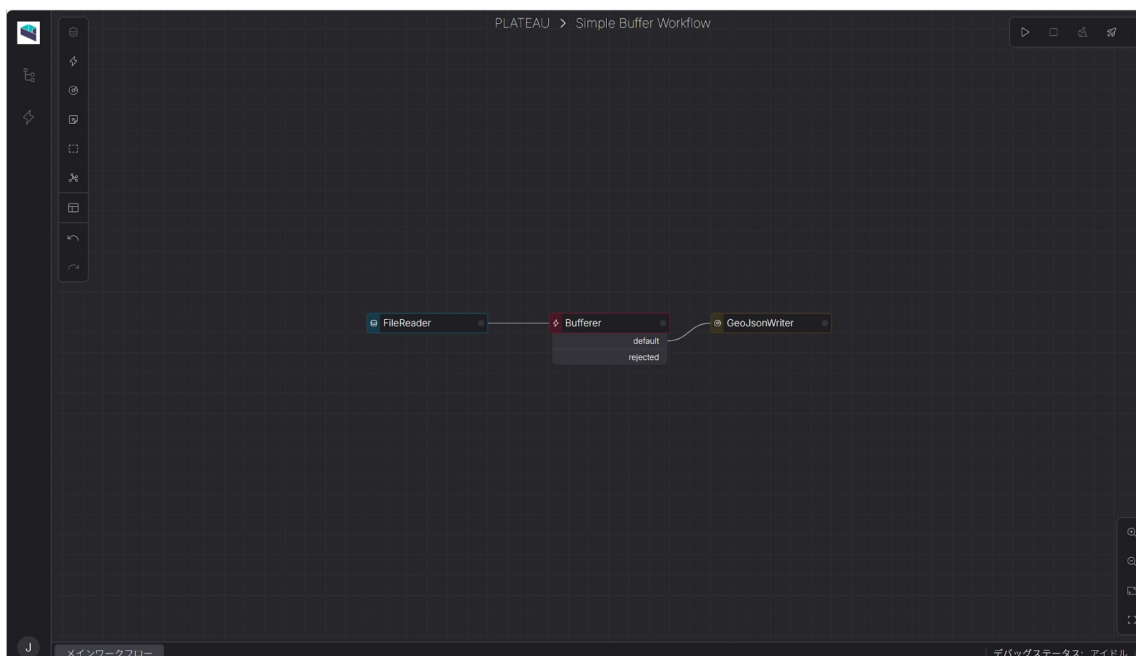 PLATEAU > Simple Buffer Workflow
FileReader
Bufferer
default
rejected
GeoJsonWriter
J
メインワークフロー
デバッグステータス: アイドル